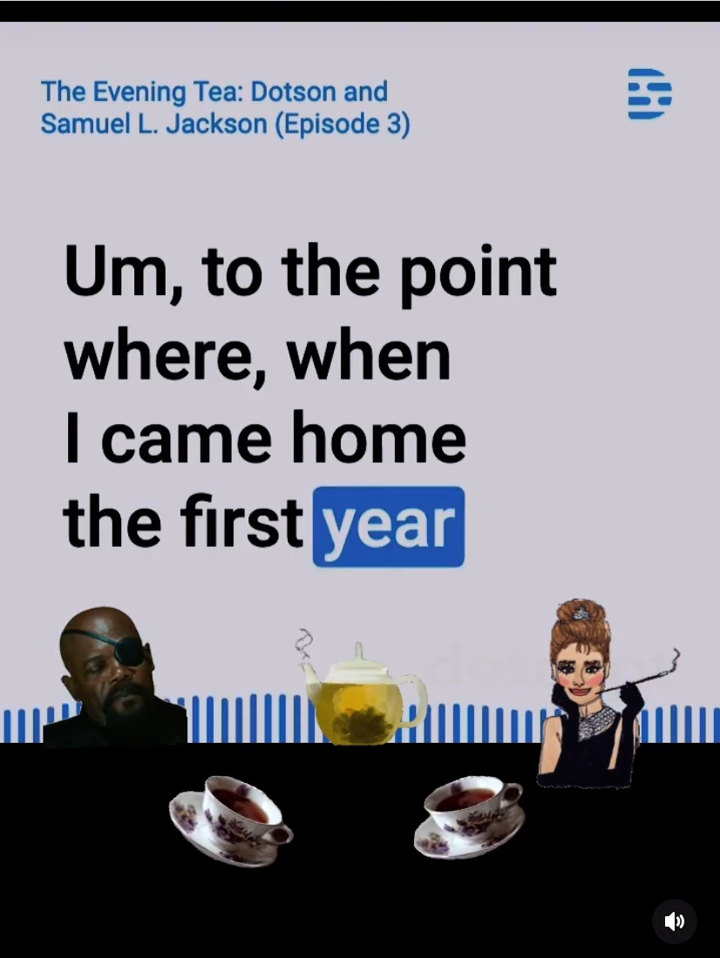 The Evening Tea: Dotson and
Samuel L. Jackson (Episode 3)
Um, to the point
where, when
I came home
the first year